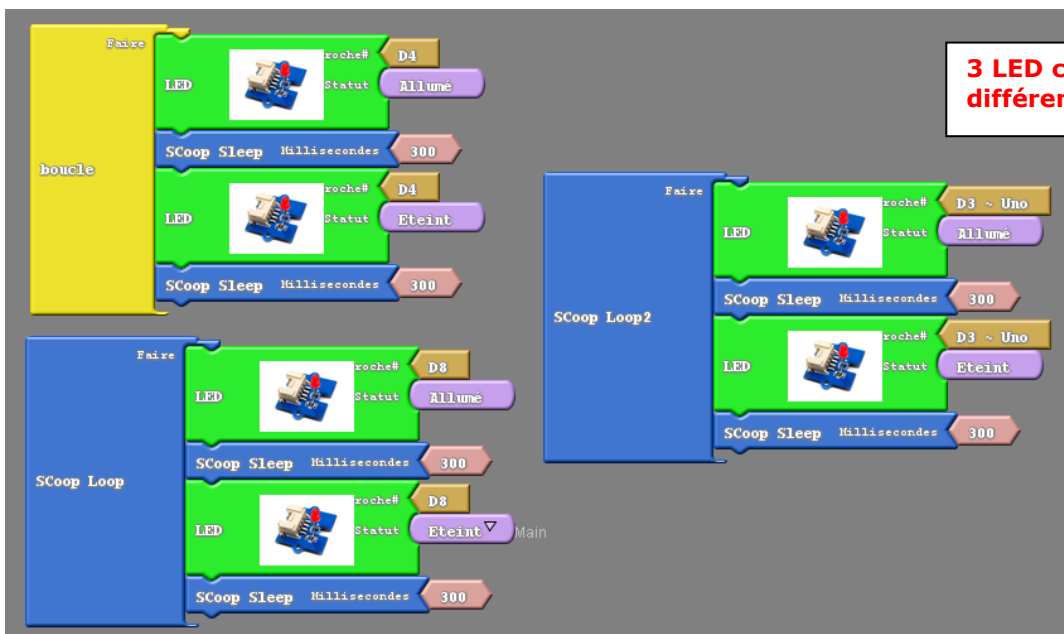 Faire
roche# D4
LED Statut Allumé
SCoop Sleep Millisecondes 300
boucle
roche# D4
LED Statut Eteint
SCoop Sleep Millisecondes 300
3 LED c
différen
Faire
roche# D3 ~ Uno
LED Statut Allumé
SCoop Sleep Millisecondes 300
SCoop Loop2
roche# D3 ~ Uno
LED Statut Eteint
SCoop Sleep Millisecondes 300
Faire
roche# D8
LED Statut Allumé
SCoop Sleep Millisecondes 300
SCoop Loop
roche# D8
LED Statut Eteint Main
SCoop Sleep Millisecondes 300